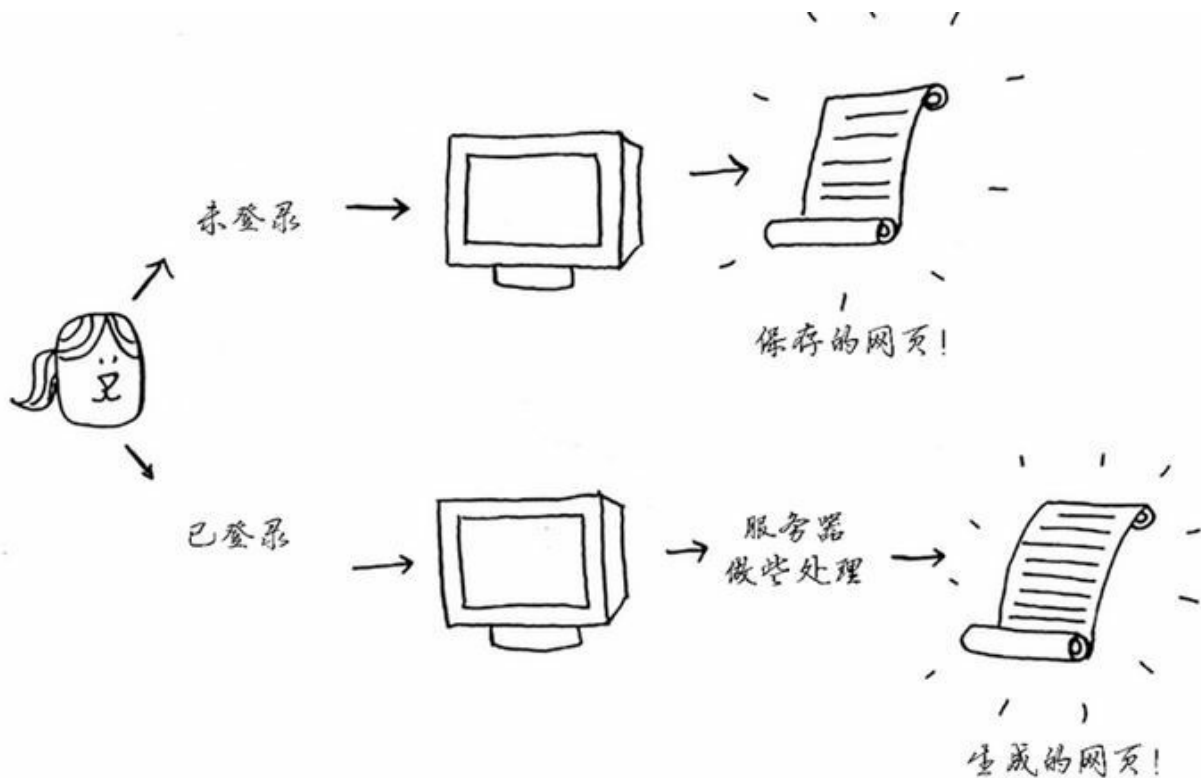 未登录
保存的网页！
已登录
服务器
做些处理
生成的网页！